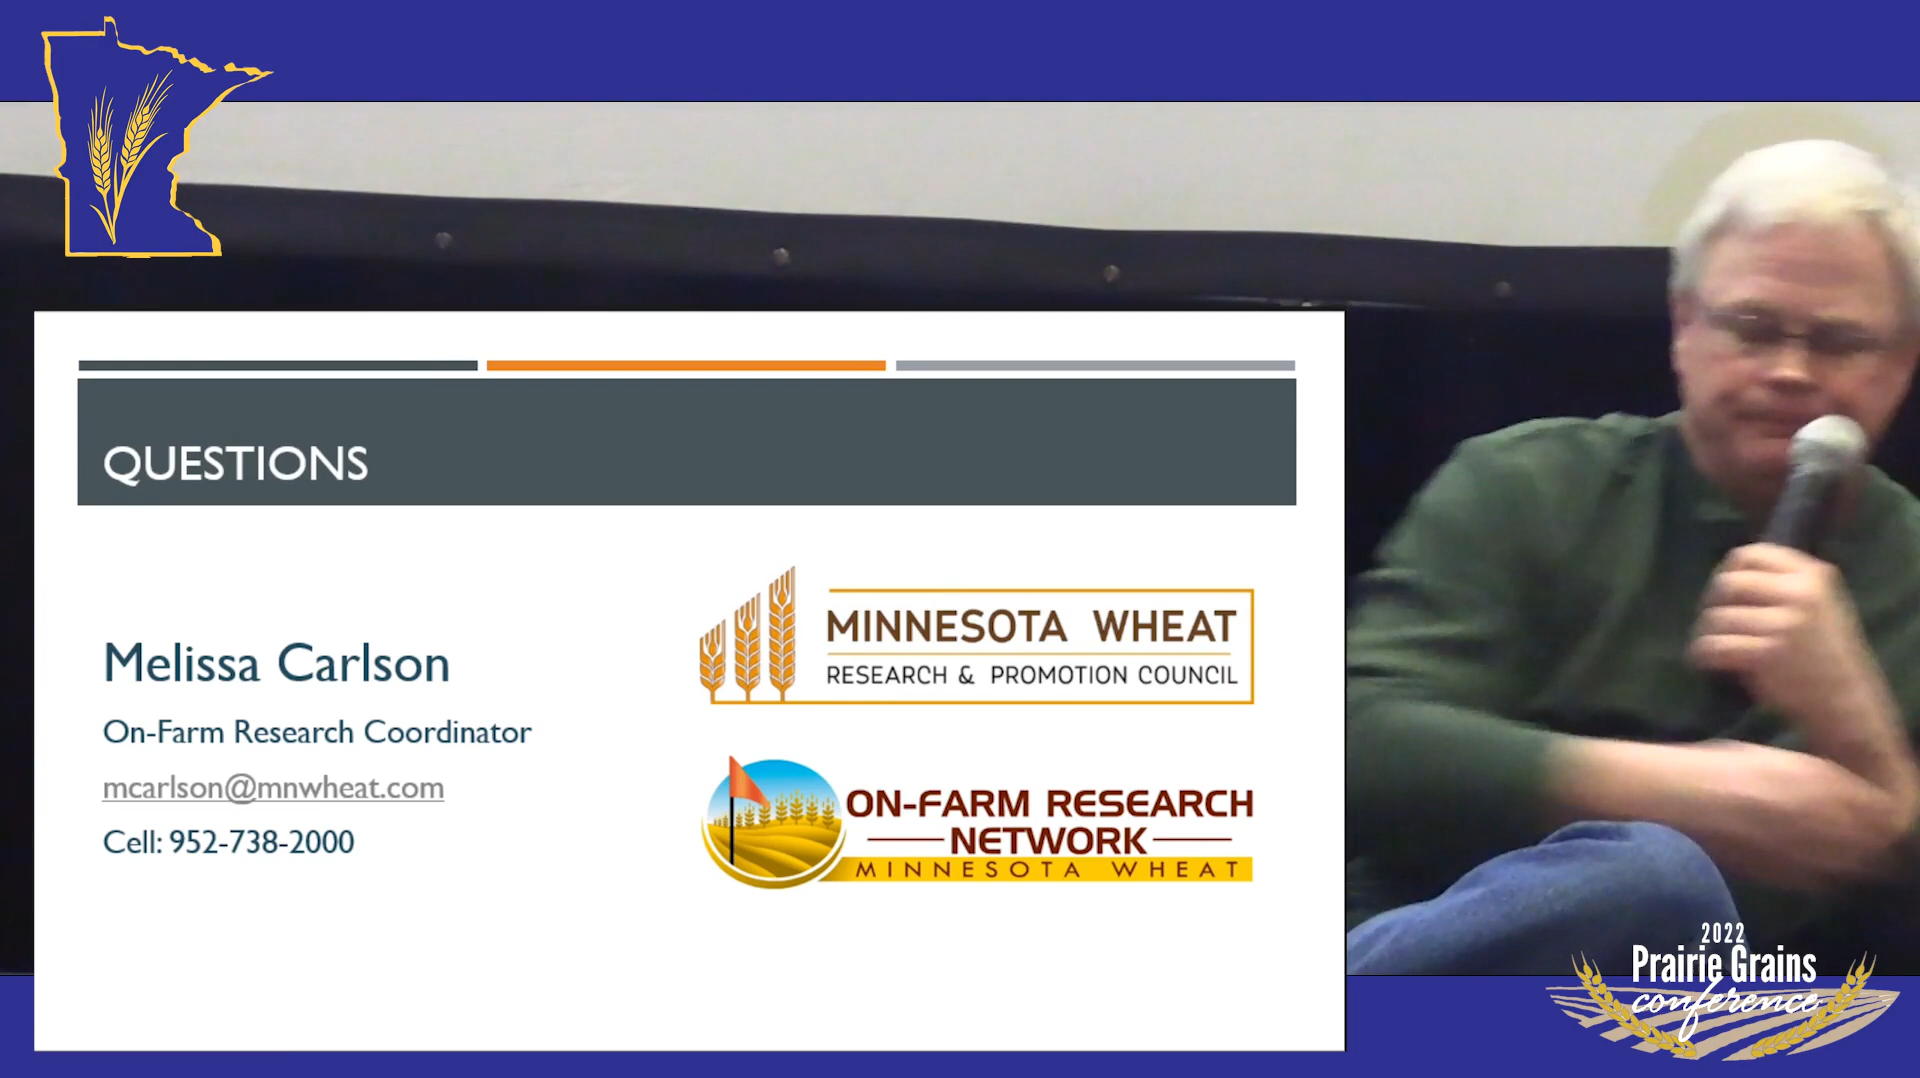 QUESTIONS
Melissa Carlson
On-Farm Research Coordinator
mcarlson@mnwheat.com
Cell: 952-738-2000
MINNESOTA WHEAT
RESEARCH & PROMOTION COUNCIL
ON-FARM RESEARCH
NETWORK
MINNESOTA WHEAT
2022
Prairie Grains
conference